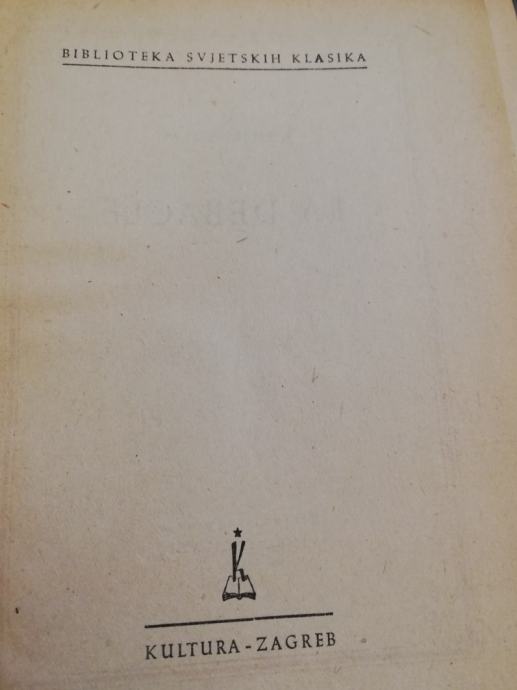 BIBLIOTEKA SVJETSKIH KLASIKA
K
KULTURA - ZAGREB